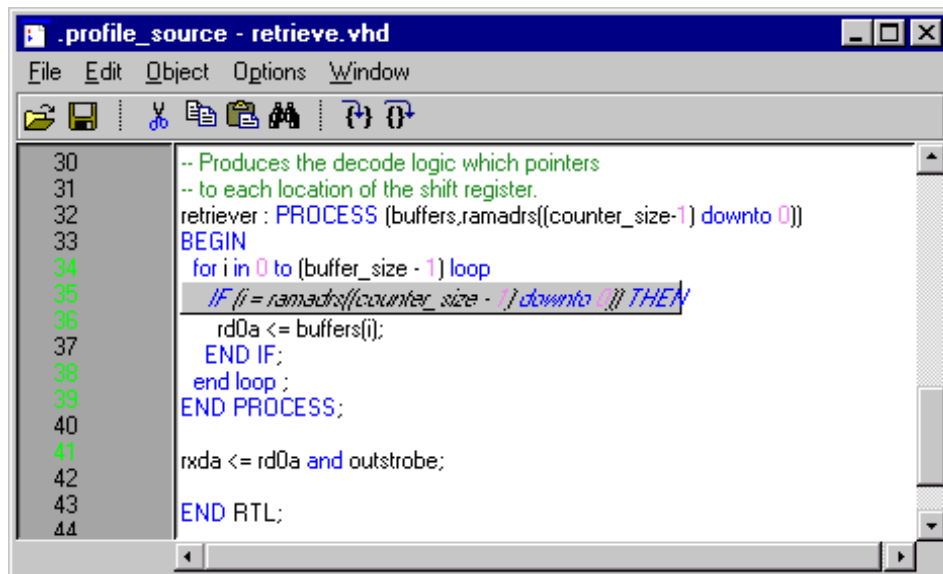 .profile_source - retrieve.vhd
File Edit Object Options Window
30 -- Produces the decode logic which pointers
31 -- to each location of the shift register.
32 retriever : PROCESS (buffers,ramadrs((counter_size-1) downto 0))
33 BEGIN
34 for i in 0 to (buffer_size - 1) loop
35 IF (i = ramadrs((counter_size - 1) downto 0)) THEN
36 rd0a <= buffers(i);
37 END IF;
38 end loop ;
39 END PROCESS;
40
41 rxda <= rd0a and outstrobe;
42
43 END RTL;
44